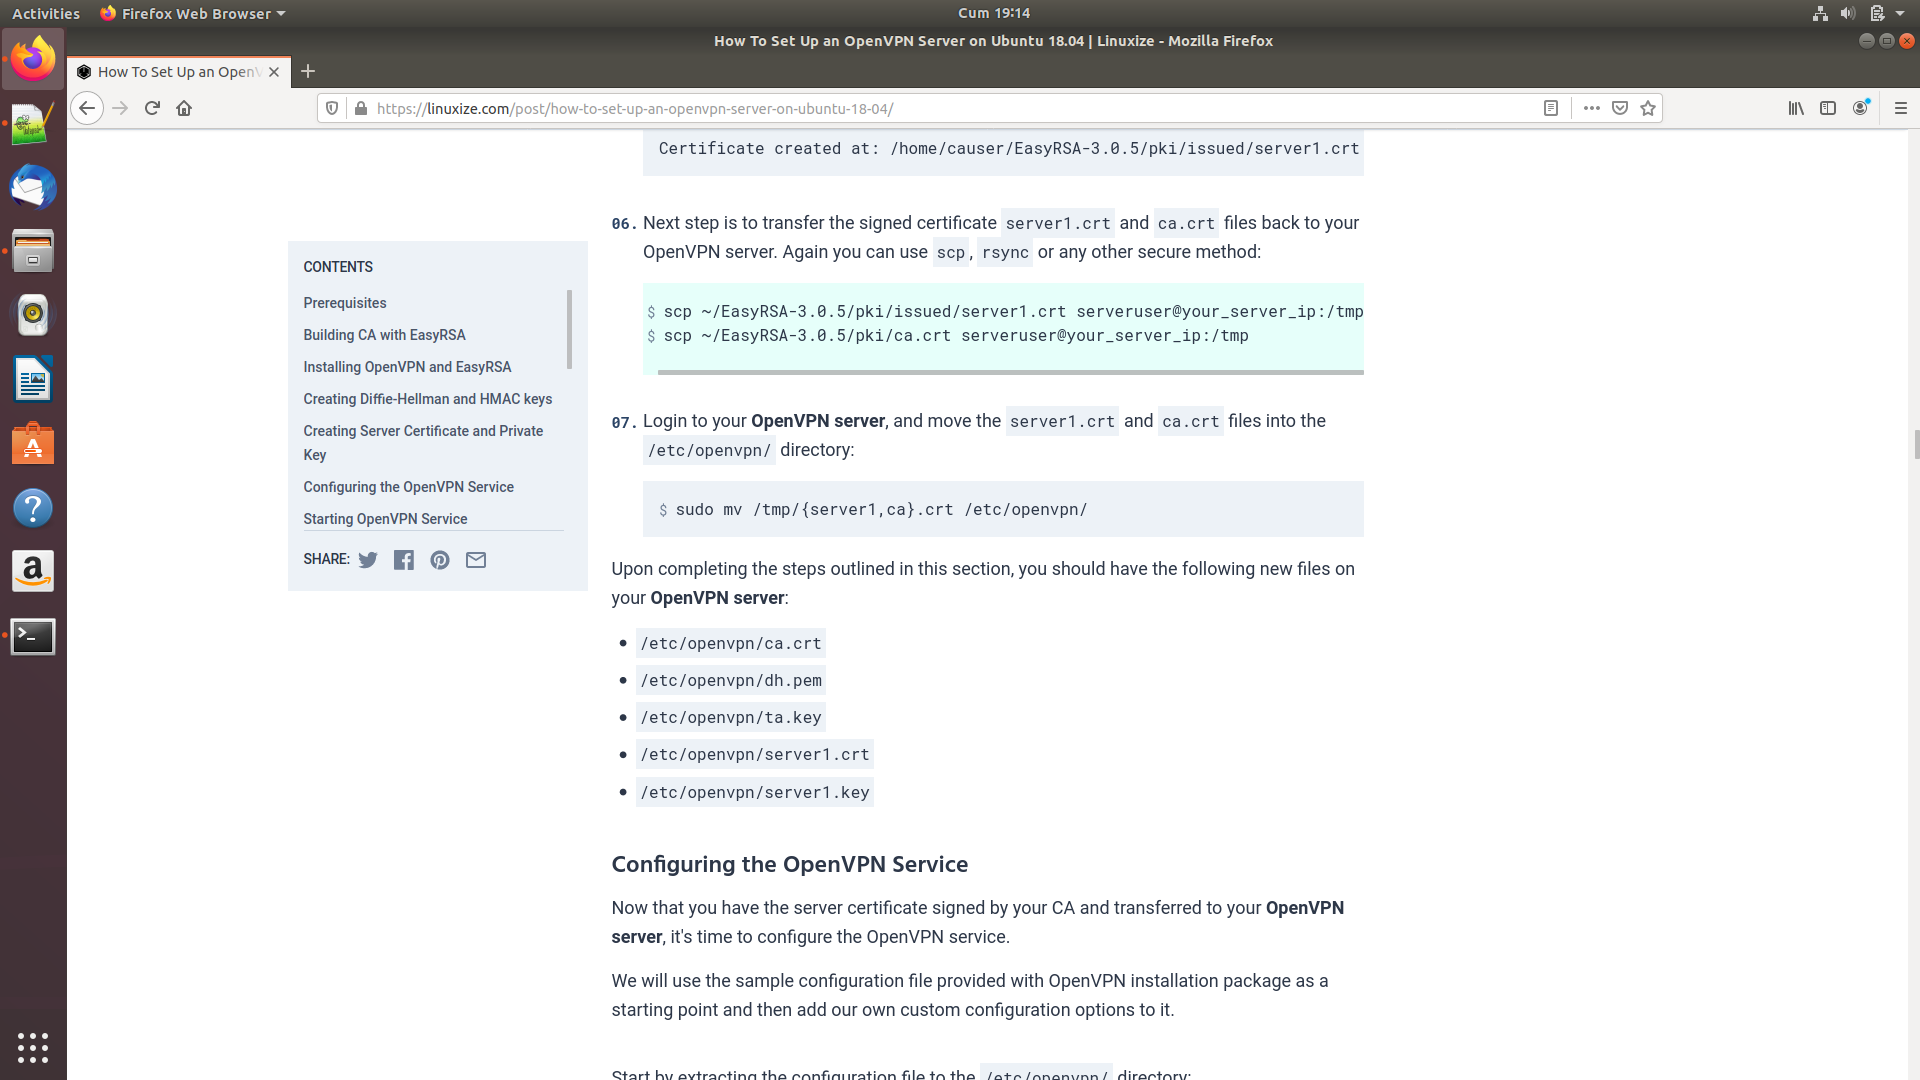 Activities
Firefox Web Browser
Cum 19:14
How To Set Up an OpenVPN Server on Ubuntu 18.04 | Linuxize - Mozilla Firefox
How To Set Up an OpenV
https://linuxize.com/post/how-to-set-up-an-openvpn-server-on-ubuntu-18-04/
Certificate created at: /home/causer/EasyRSA-3.0.5/pki/issued/server1.crt
06. Next step is to transfer the signed certificate server1.crt and ca.crt files back to your
OpenVPN server. Again you can use scp, rsync or any other secure method:
$ scp ~/EasyRSA-3.0.5/pki/issued/server1.crt serveruser@your_server_ip:/tmp
$ scp ~/EasyRSA-3.0.5/pki/ca.crt serveruser@your_server_ip:/tmp
07. Login to your OpenVPN server, and move the server1.crt and ca.crt files into the
/etc/openvpn/ directory:
$ sudo mv /tmp/{server1,ca}.crt /etc/openvpn/
Upon completing the steps outlined in this section, you should have the following new files on
your OpenVPN server:
• /etc/openvpn/ca.crt
• /etc/openvpn/dh.pem
• /etc/openvpn/ta.key
• /etc/openvpn/server1.crt
• /etc/openvpn/server1.key
Configuring the OpenVPN Service
Now that you have the server certificate signed by your CA and transferred to your OpenVPN
server, it's time to configure the OpenVPN service.
We will use the sample configuration file provided with OpenVPN installation package as a
starting point and then add our own custom configuration options to it.
Start by extracting the configuration file to the /etc/openvpn/ directory:
CONTENTS
Prerequisites
Building CA with EasyRSA
Installing OpenVPN and EasyRSA
Creating Diffie-Hellman and HMAC keys
Creating Server Certificate and Private
Key
Configuring the OpenVPN Service
Starting OpenVPN Service
SHARE: